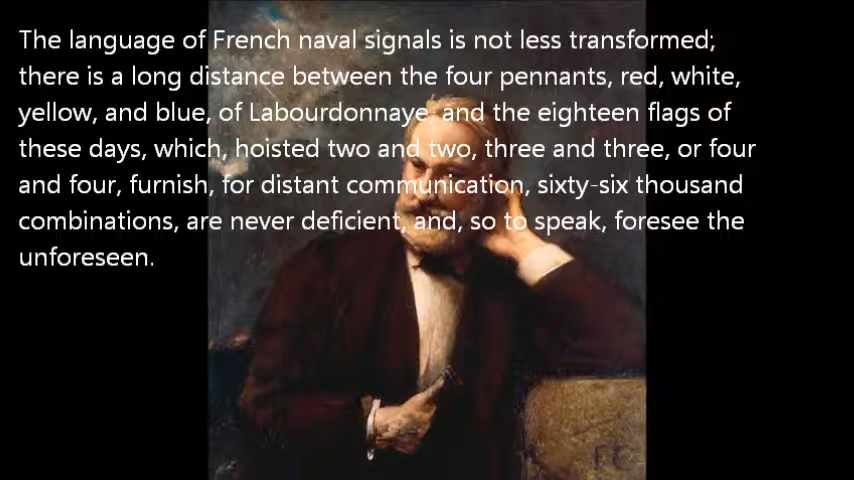 The language of French naval signals is not less transformed;
there is a long distance between the four pennants, red, white,
yellow, and blue, of Labourdonnaye, and the eighteen flags of
these days, which, hoisted two and two, three and three, or four
and four, furnish, for distant communication, sixty-six thousand
combinations, are never deficient, and, so to speak, foresee the
unforeseen.